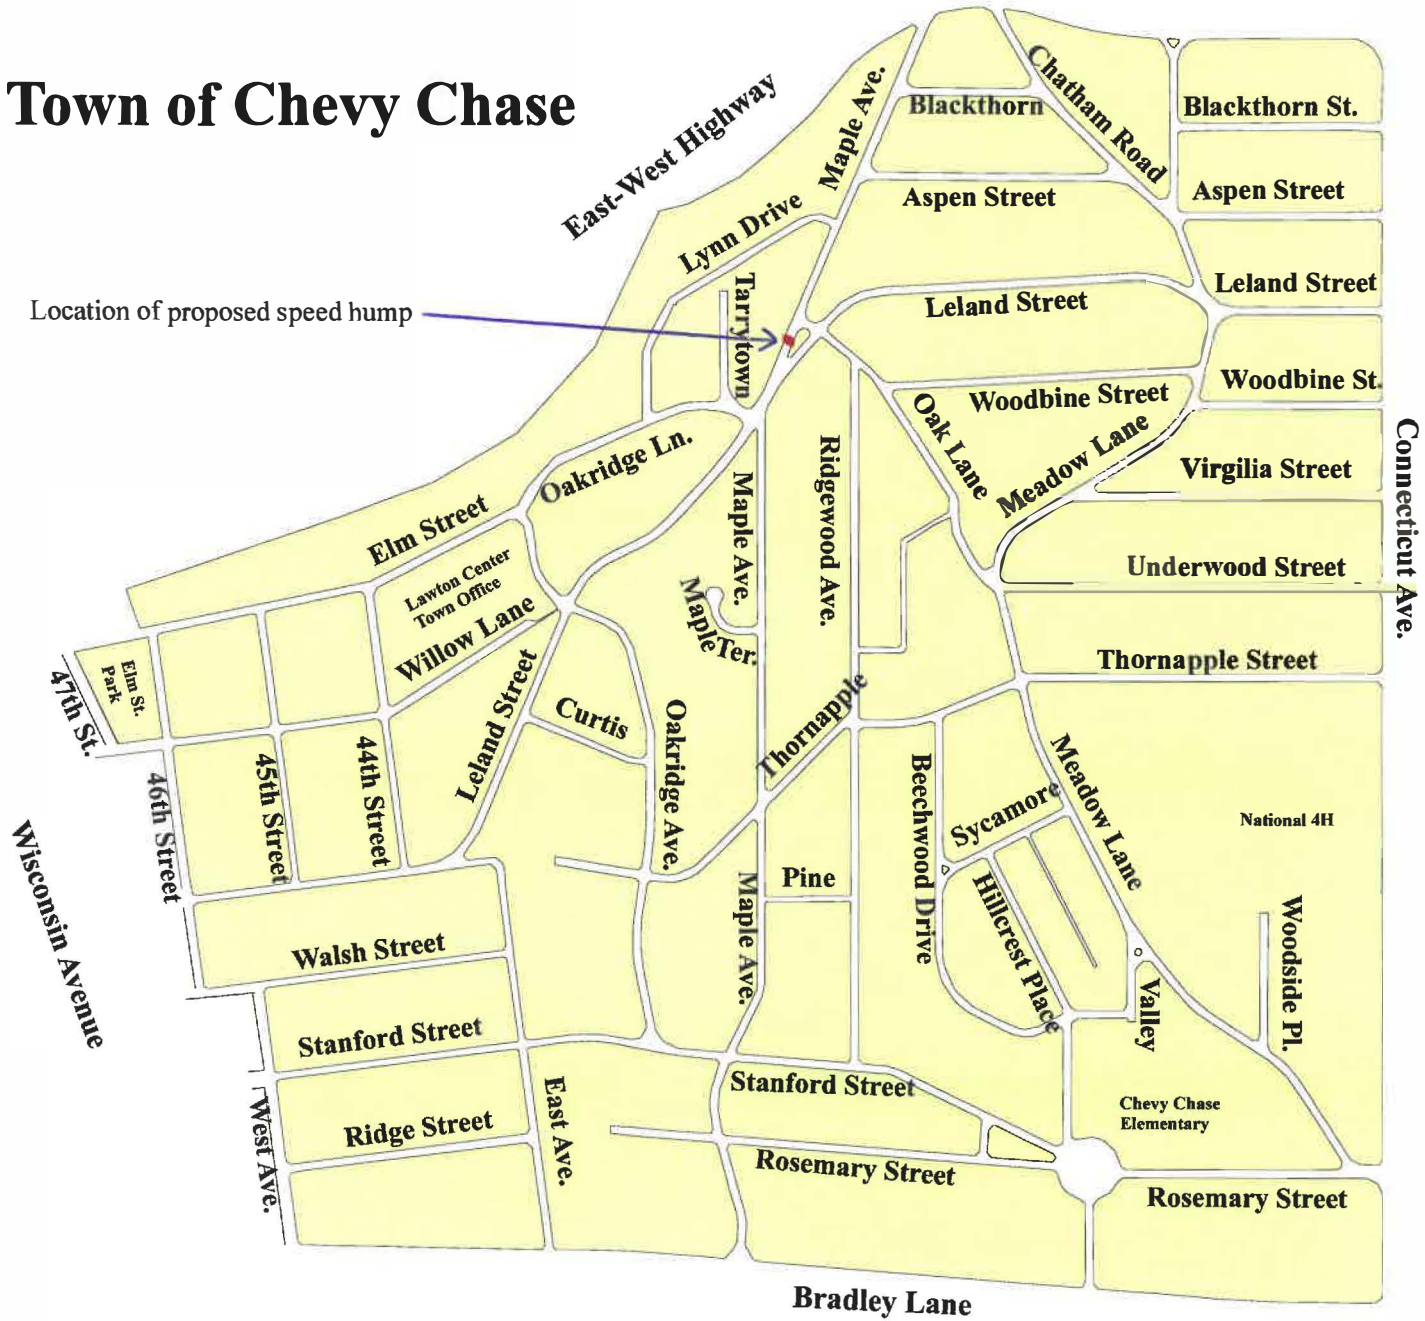 Town of Chevy Chase
East-West Highway
Maple Ave.
Blackthorn
Chatham Road
Blackthorn St.
Aspen Street
Aspen Street
Lynn Drive
Tarrytown
Leland Street
Leland Street
Location of proposed speed hump
Woodbine Street
Woodbine St.
Oak Lane
Meadow Lane
Virgilia Street
Connecticut Ave.
Oakridge Ln.
Ridgewood Ave.
Maple Ave.
Elm Street
Lawton Center
Town Office
Willow Lane
Underwood Street
Maple Ter.
Thornapple Street
Elm St.
Park
47th St.
Leland Street
Curtis
Oakridge Ave.
Thornapple
46th Street
45th Street
44th Street
Beechwood Drive
Sycamore
Meadow Lane
National 4H
Wisconsin Avenue
Pine
Maple Ave.
Hillcrest Place
Woodside Pl.
Walsh Street
Valley
Stanford Street
Stanford Street
East Ave.
West Ave.
Ridge Street
Chevy Chase
Elementary
Rosemary Street
Rosemary Street
Bradley Lane